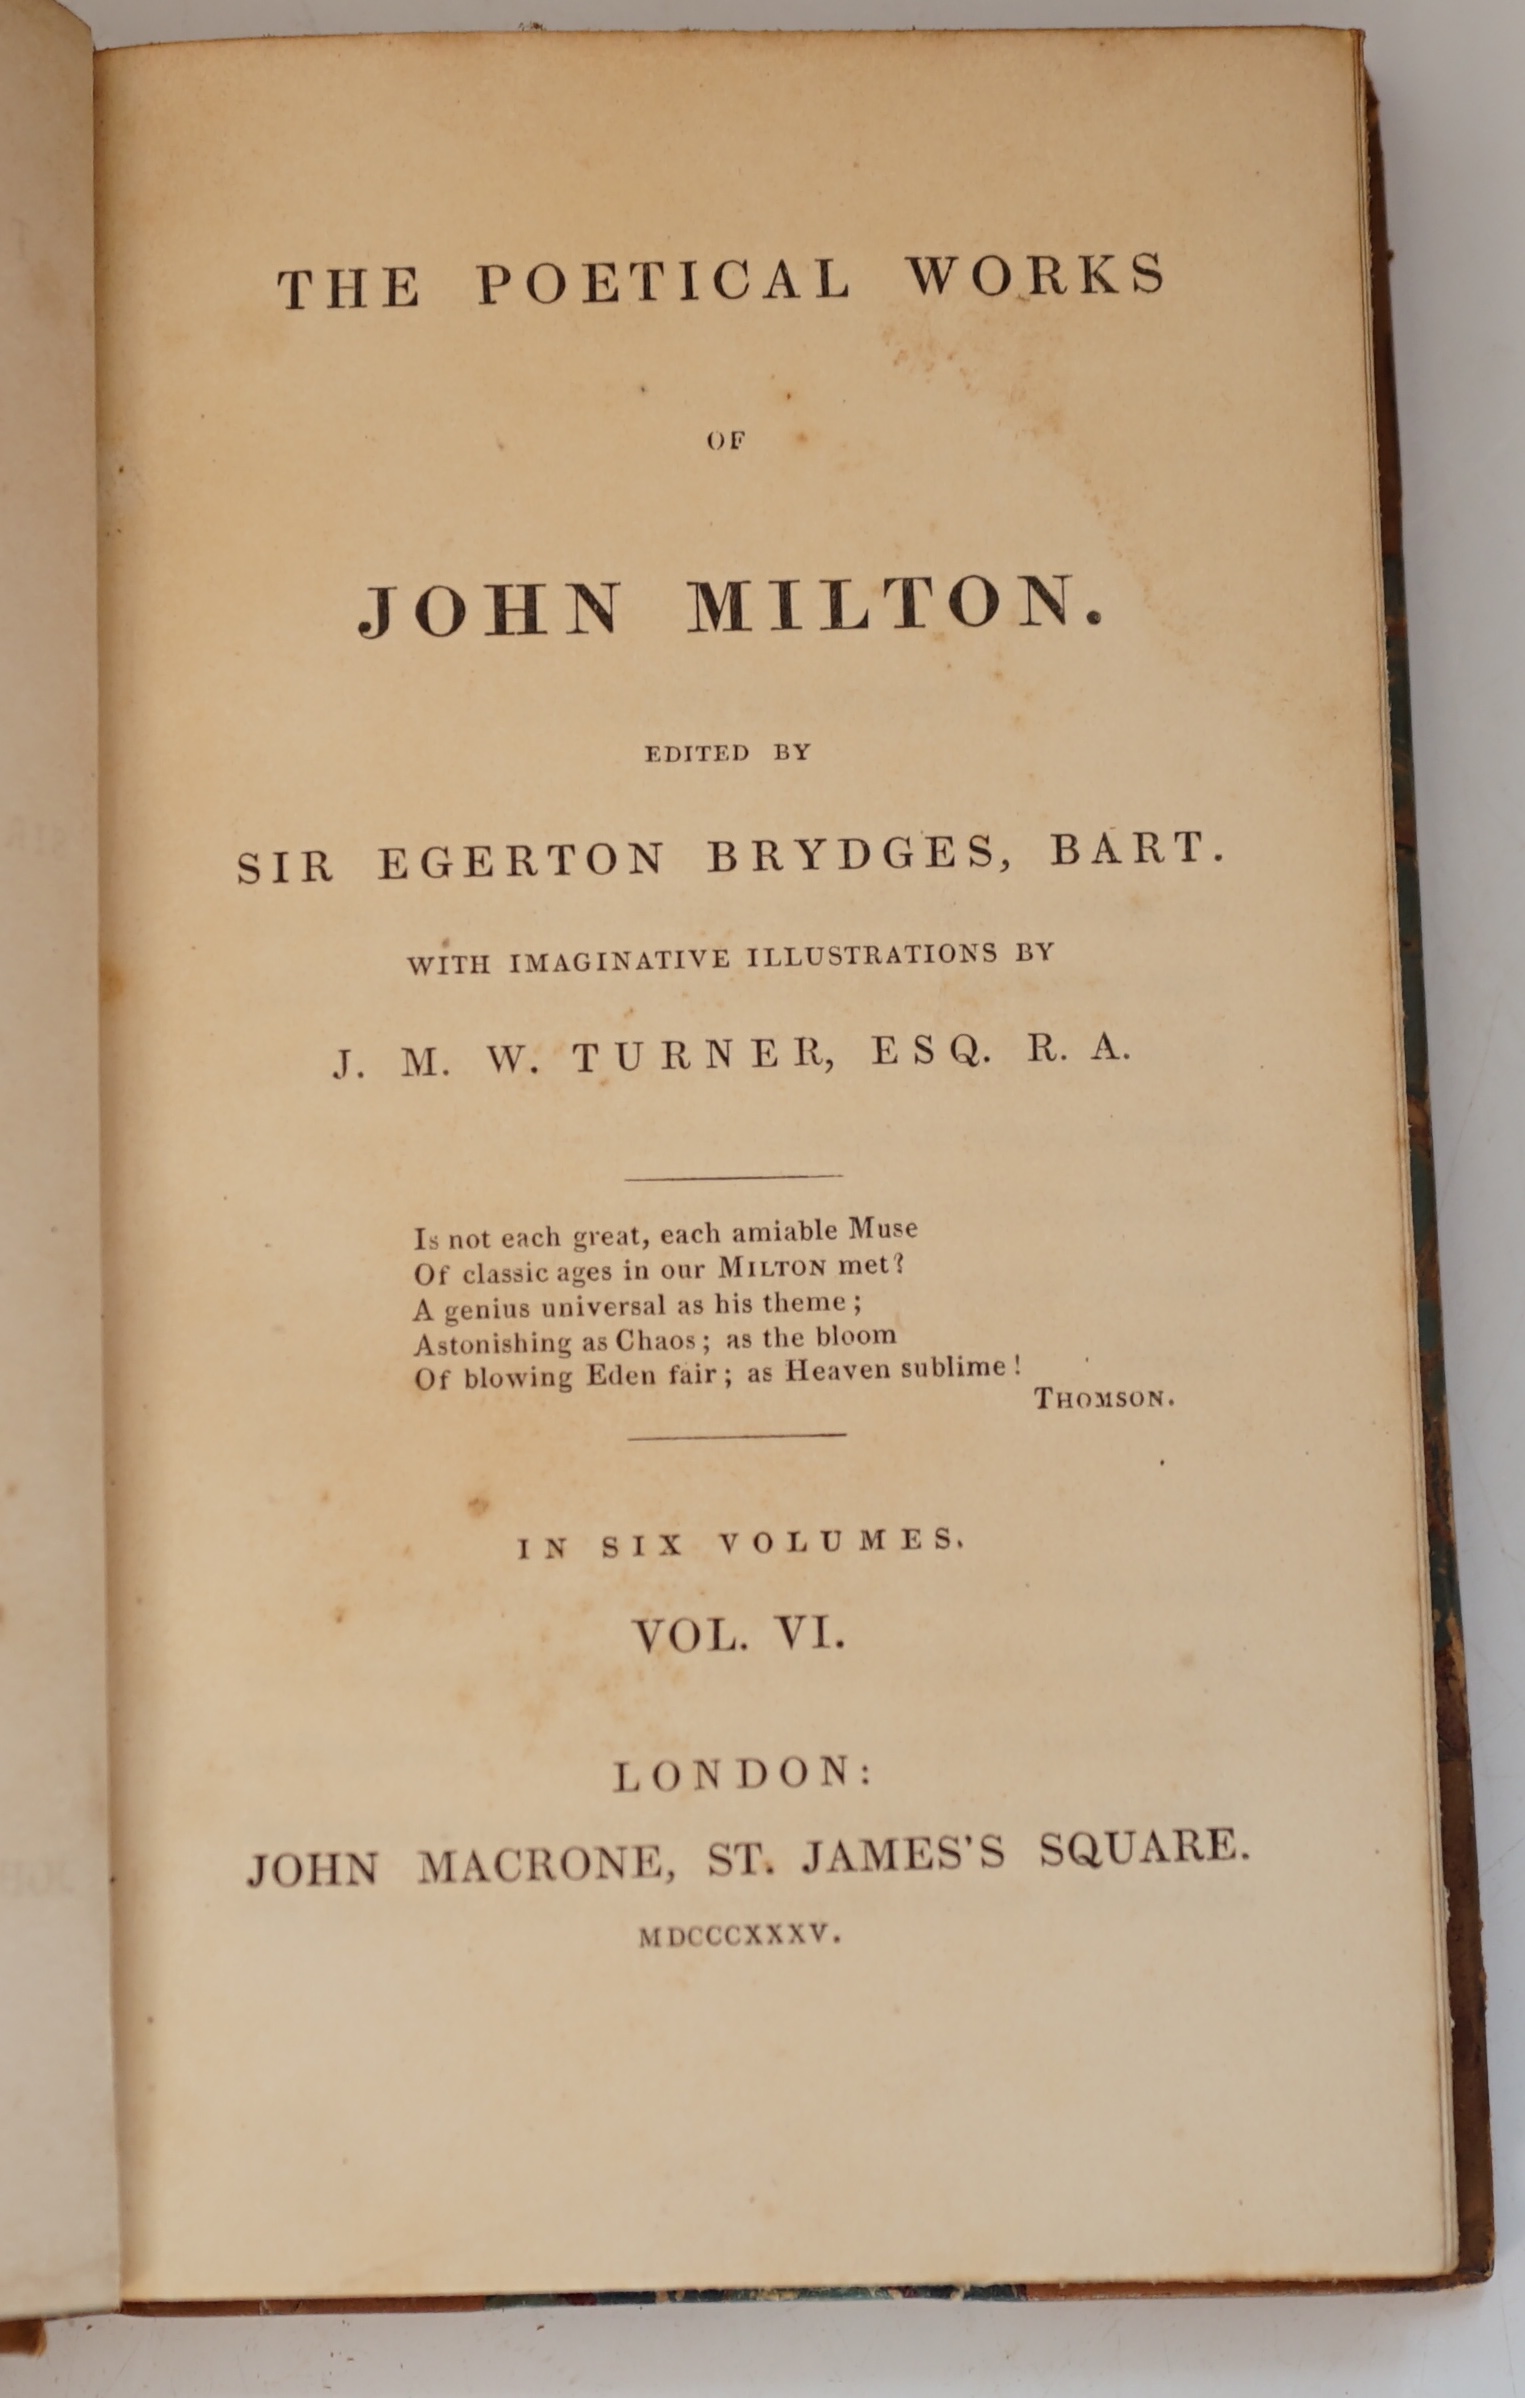 THE POETICAL WORKS
OF
JOHN MILTON.
EDITED BY
SIR EGERTON BRYDGES, BART.
WITH IMAGINATIVE ILLUSTRATIONS BY
J. M. W. TURNER, ESQ. R. A.
Is not each great, each amiable Muse
Of classic ages in our MILTON met?
A genius universal as his theme;
Astonishing as Chaos; as the bloom
Of blowing Eden fair; as Heaven sublime!
THOMSON.
IN SIX VOLUMES.
VOL. VI.
LONDON:
JOHN MACRONE, ST. JAMES'S SQUARE.
MDCCCXXXV.